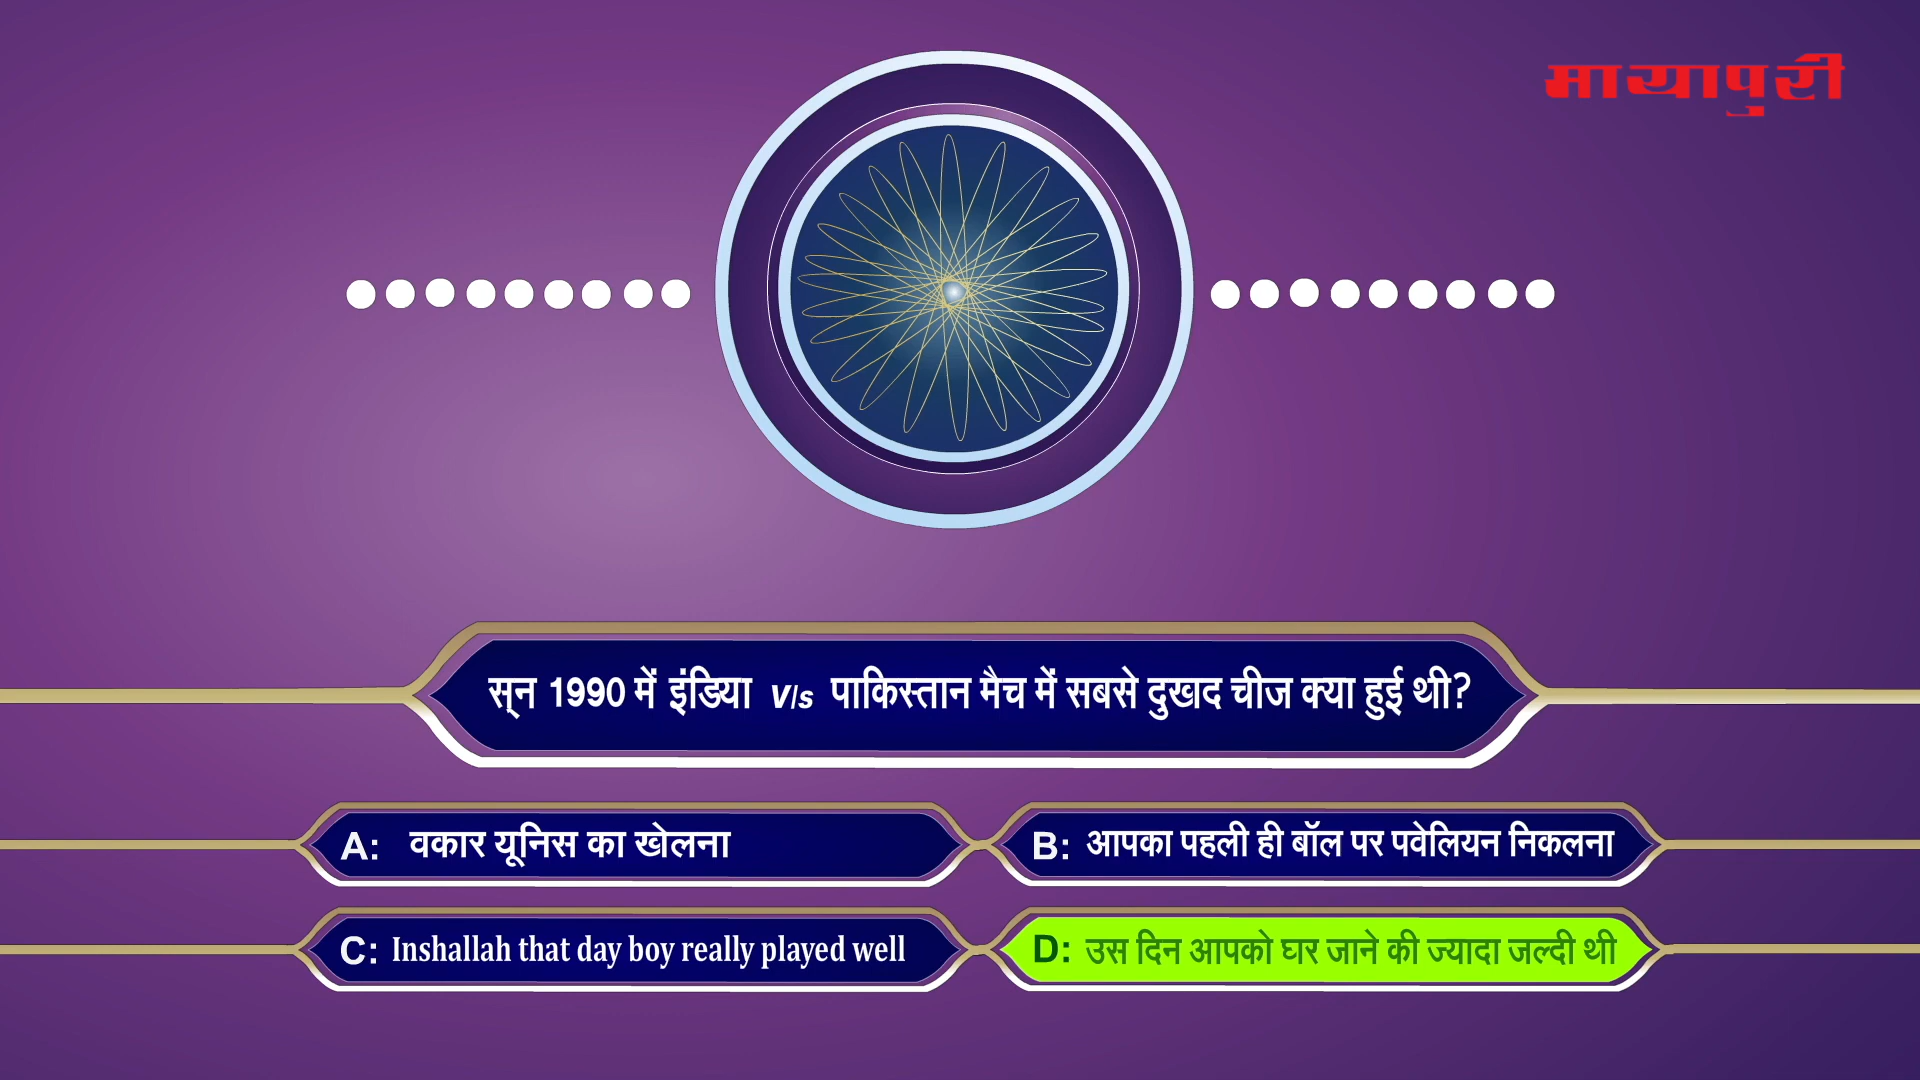 मायापुरी
स्न 1990 में इंडिया v/s पाकिस्तान मैच में सबसे दुखद चीज क्या हुई थी?
A: वकार यूनिस का खेलना
B: आपका पहली ही बॉल पर पवेलियन निकलना
C: Inshallah that day boy really played well
D: उस दिन आपको घर जाने की ज्यादा जल्दी थी